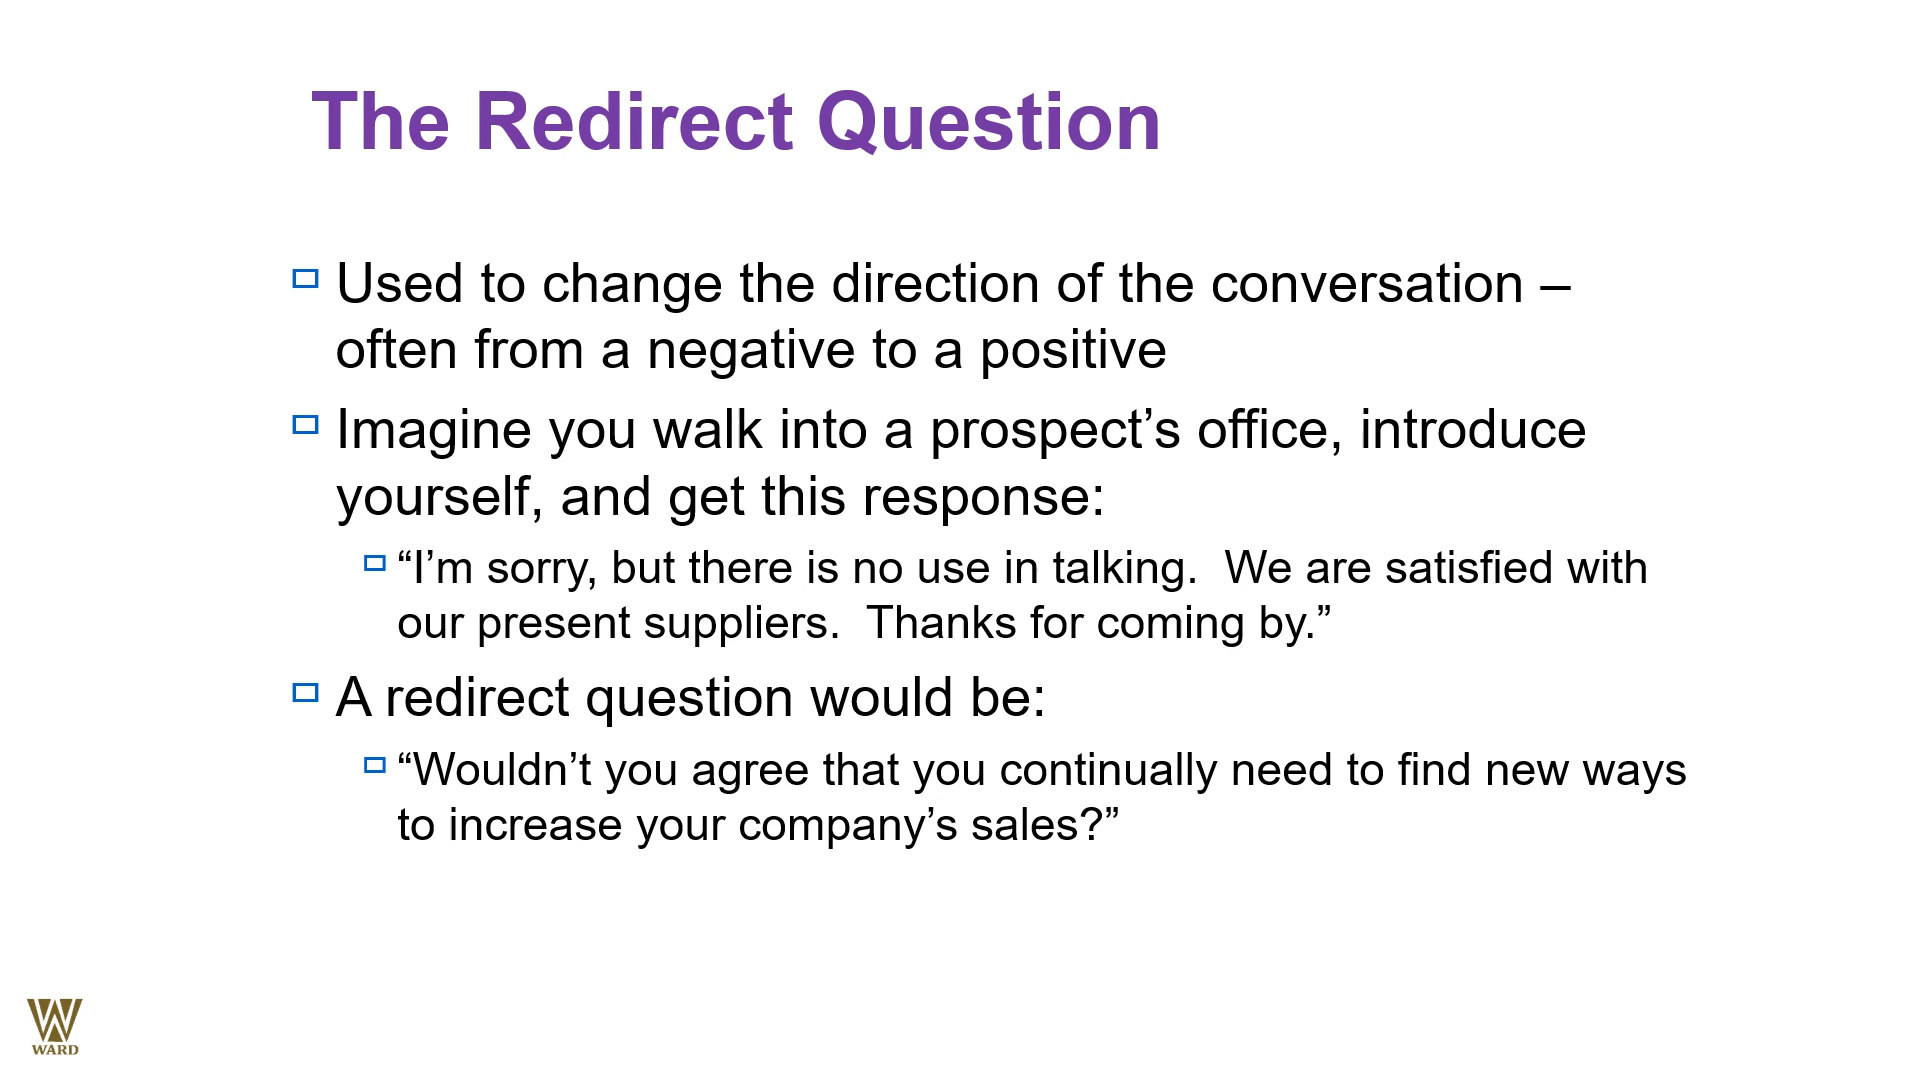 The Redirect Question
Used to change the direction of the conversation –
often from a negative to a positive
Imagine you walk into a prospect’s office, introduce
yourself, and get this response:
“I’m sorry, but there is no use in talking.  We are satisfied with
our present suppliers.  Thanks for coming by.”
A redirect question would be:
“Wouldn’t you agree that you continually need to find new ways
to increase your company’s sales?”
WARD